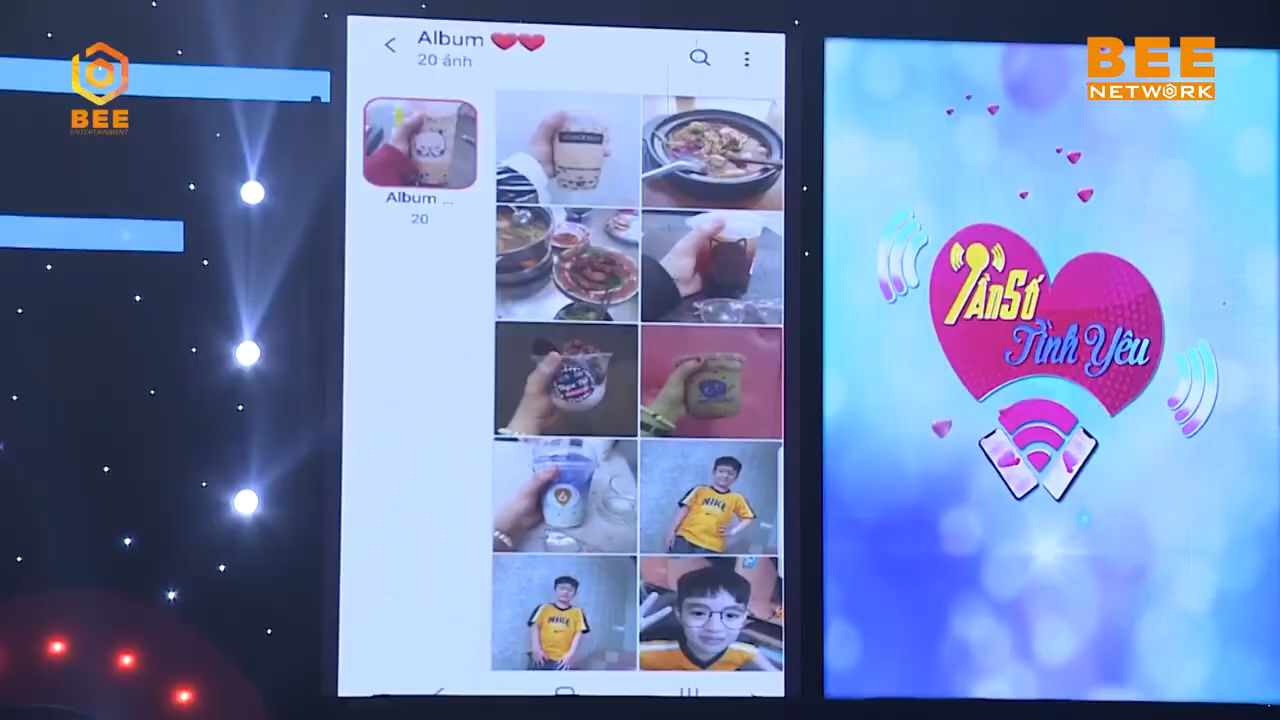 BEE
ENTERTAINMENT
Album ❤❤
20 ảnh
Album ...
20
NIKE
NIKE
BEE
NETWORK
Tần Số
Tình Yêu